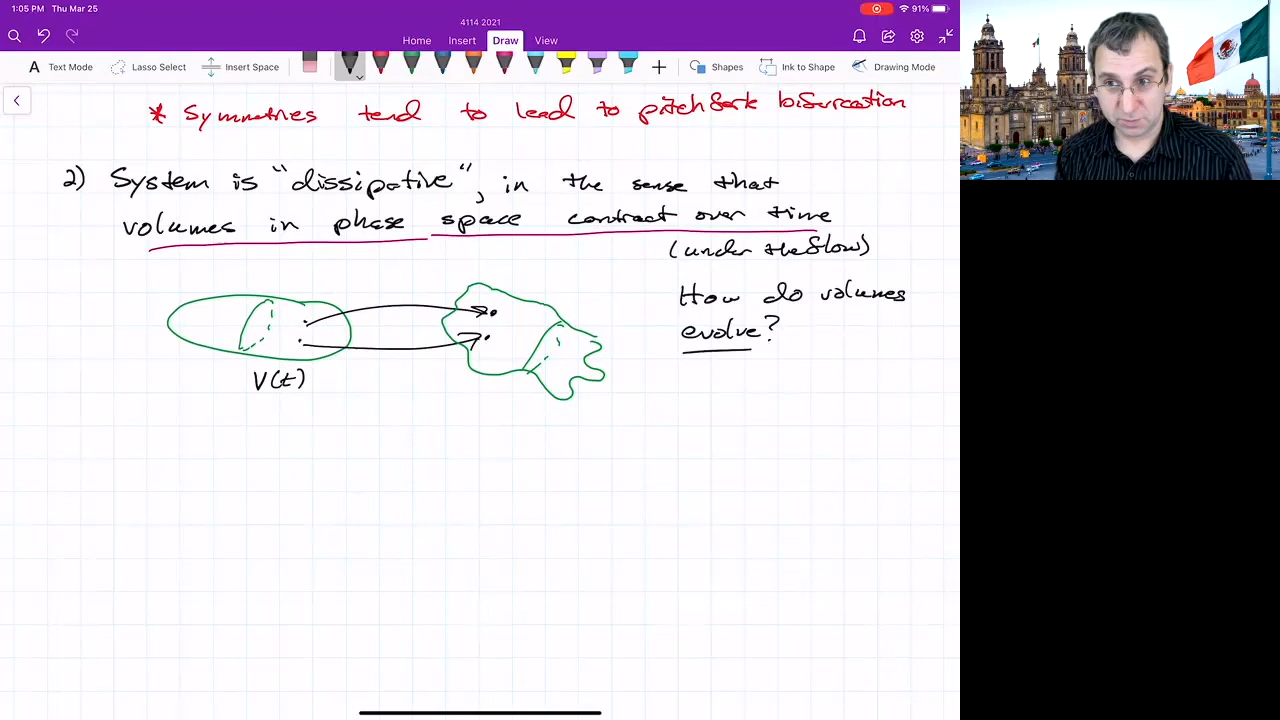 1:05 PM Thu Mar 25
91%
4114 2021
Home Insert Draw View
Text Mode Lasso Select Insert Space Shapes Ink to Shape Drawing Mode
* Symmetries tend to lead to pitchfork bifurcation
2) System is "dissipative", in the sense that
volumes in phase space contract over time
(under the flow)
How do volumes
evolve?
V(t)